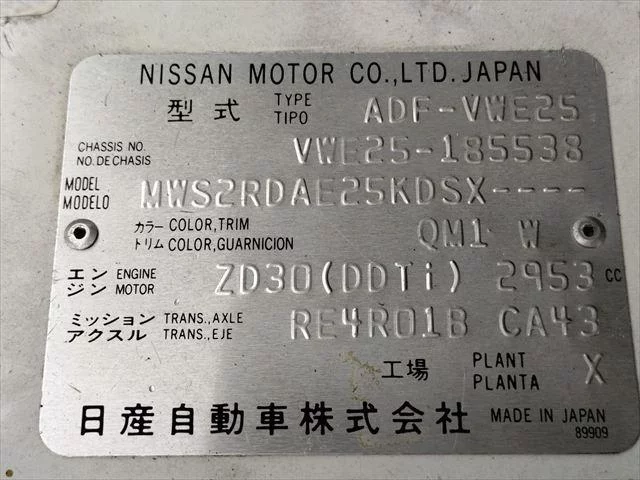 NISSAN MOTOR CO.,LTD. JAPAN
型式 TYPE TIPO ADF-VWE25
CHASSIS NO. NO. DE CHASIS VWE25-185538
MODEL MODELO MWS2RDAE25KDSX----
カラー COLOR,TRIM
トリム COLOR,GUARNICION QM1 W
エンジン ENGINE MOTOR ZD30(DDTi) 2953 cc
ミッション TRANS.,AXLE
アクスル TRANS.,EJE RE4R01B CA43
工場 PLANT PLANTA X
日産自動車株式会社 MADE IN JAPAN
89909